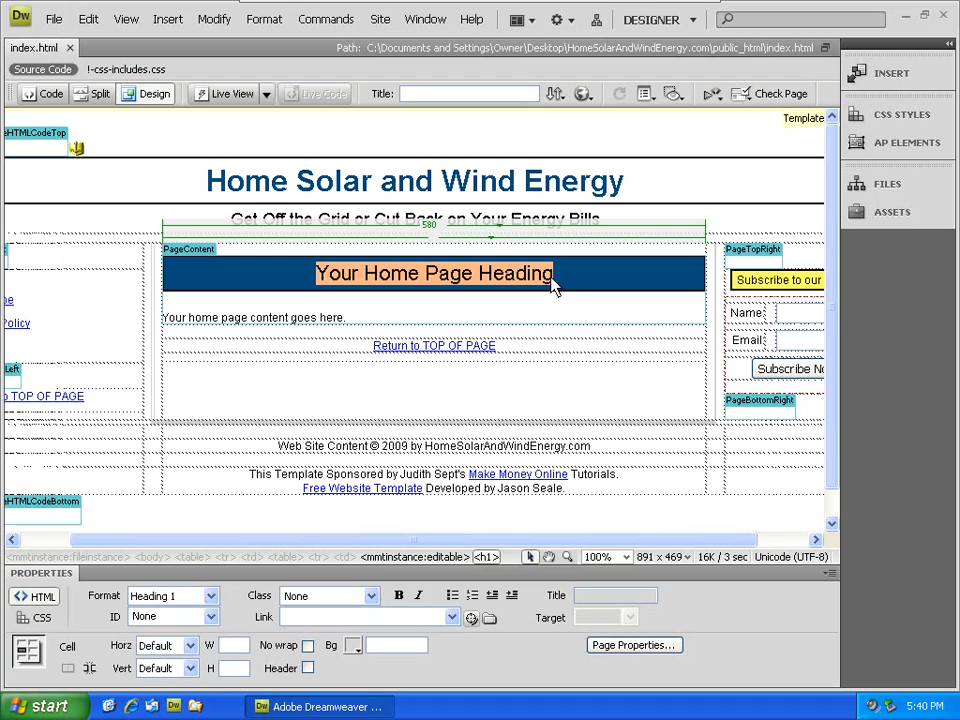 Dw File Edit View Insert Modify Format Commands Site Window Help DESIGNER
index.html Path: C:\Documents and Settings\Owner\Desktop\HomeSolarAndWindEnergy.com\public_html\index.html
Source Code !-css-includes.css
Code Split Design Live View Live Code Title: Check Page
INSERT
CSS STYLES
AP ELEMENTS
FILES
ASSETS
Template
eHTMLCodeTop
Home Solar and Wind Energy
Get Off the Grid or Cut Back on Your Energy Bills
580
PageContent PageTopRight
Your Home Page Heading
Subscribe to our
Name:
Policy
Your home page content goes here.
Email:
Return to TOP OF PAGE
Left
Subscribe No
TOP OF PAGE
PageBottomRight
Web Site Content © 2009 by HomeSolarAndWindEnergy.com
This Template Sponsored by Judith Sept's Make Money Online Tutorials.
Free Website Template Developed by Jason Seale.
eHTMLCodeBottom
<mmtinstance:fileinstance> <body> <table> <tr> <td> <table> <tr> <td> <mmtinstance:editable> <h1> 100% 891 x 469 16K / 3 sec Unicode (UTF-8)
PROPERTIES
<> HTML Format Heading 1 Class None B I Title
CSS ID None Link Target
Cell Horz Default W No wrap Bg Page Properties...
Vert Default H Header
start Dw Dw Adobe Dreamweaver ... 5:40 PM